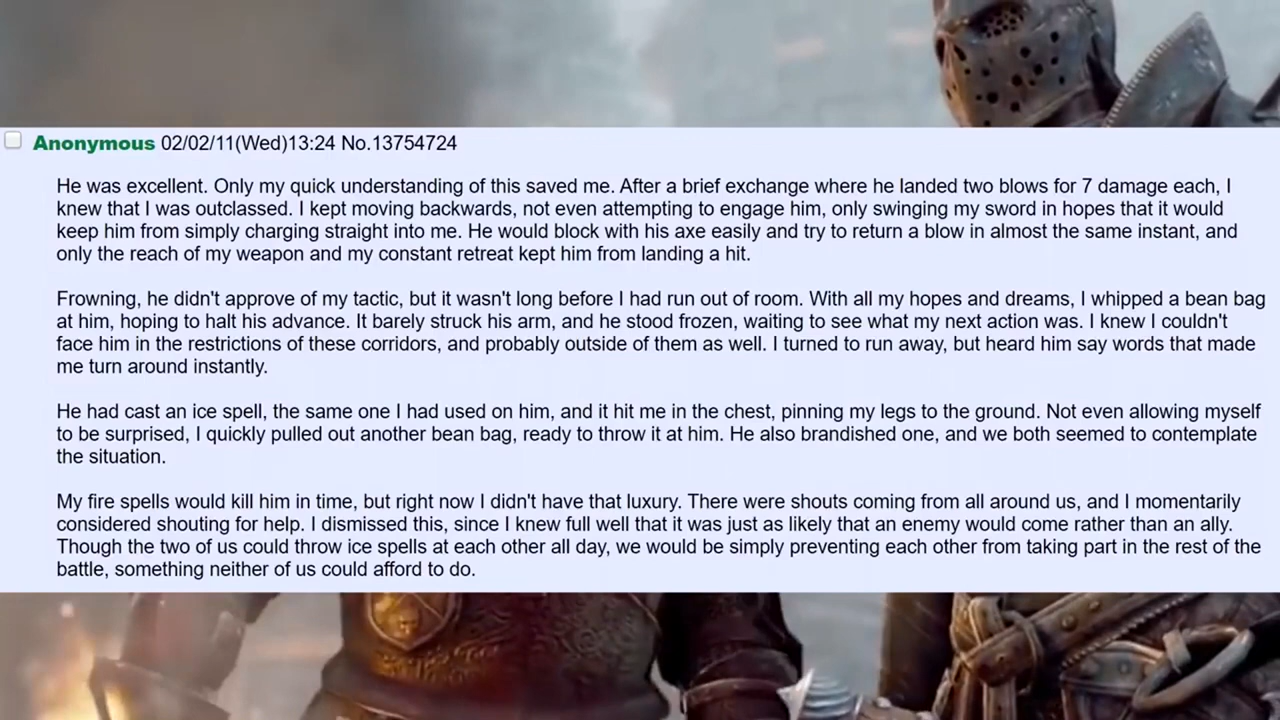 Anonymous 02/02/11(Wed)13:24 No.13754724
He was excellent. Only my quick understanding of this saved me. After a brief exchange where he landed two blows for 7 damage each, I
knew that I was outclassed. I kept moving backwards, not even attempting to engage him, only swinging my sword in hopes that it would
keep him from simply charging straight into me. He would block with his axe easily and try to return a blow in almost the same instant, and
only the reach of my weapon and my constant retreat kept him from landing a hit.
Frowning, he didn't approve of my tactic, but it wasn't long before I had run out of room. With all my hopes and dreams, I whipped a bean bag
at him, hoping to halt his advance. It barely struck his arm, and he stood frozen, waiting to see what my next action was. I knew I couldn't
face him in the restrictions of these corridors, and probably outside of them as well. I turned to run away, but heard him say words that made
me turn around instantly.
He had cast an ice spell, the same one I had used on him, and it hit me in the chest, pinning my legs to the ground. Not even allowing myself
to be surprised, I quickly pulled out another bean bag, ready to throw it at him. He also brandished one, and we both seemed to contemplate
the situation.
My fire spells would kill him in time, but right now I didn't have that luxury. There were shouts coming from all around us, and I momentarily
considered shouting for help. I dismissed this, since I knew full well that it was just as likely that an enemy would come rather than an ally.
Though the two of us could throw ice spells at each other all day, we would be simply preventing each other from taking part in the rest of the
battle, something neither of us could afford to do.